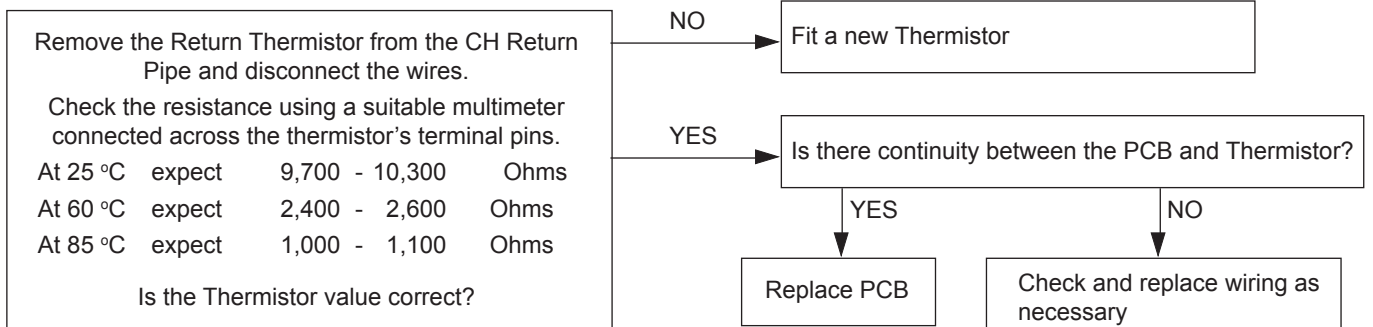 Remove the Return Thermistor from the CH Return
Pipe and disconnect the wires.
Check the resistance using a suitable multimeter
connected across the thermistor's terminal pins.
At 25 °C expect 9,700 - 10,300 Ohms
At 60 °C expect 2,400 - 2,600 Ohms
At 85 °C expect 1,000 - 1,100 Ohms
Is the Thermistor value correct?
NO
Fit a new Thermistor
YES
Is there continuity between the PCB and Thermistor?
YES
Replace PCB
NO
Check and replace wiring as
necessary